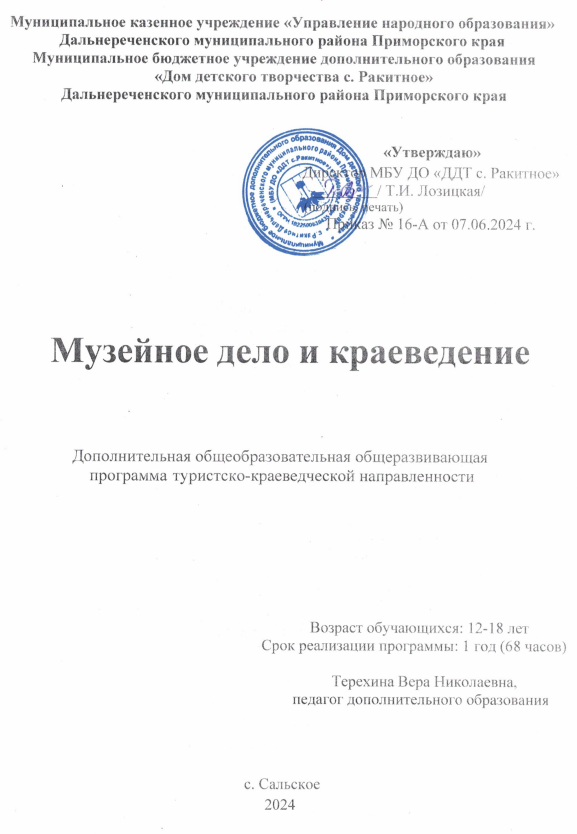 Муниципальное казенное учреждение «Управление народного образования»
Дальнереченского муниципального района Приморского края
Муниципальное бюджетное учреждение дополнительного образования
«Дом детского творчества с. Ракитное»
Дальнереченского муниципального района Приморского края
«Утверждаю»
Директор МБУ ДО «ДДТ с. Ракитное»
/ Т.И. Лозицкая/
Приказ № 16-А от 07.06.2024 г.
Музейное дело и краеведение
Дополнительная общеобразовательная общеразвивающая
программа туристско-краеведческой направленности
Возраст обучающихся: 12-18 лет
Срок реализации программы: 1 год (68 часов)
Терехина Вера Николаевна,
педагог дополнительного образования
с. Сальское
2024